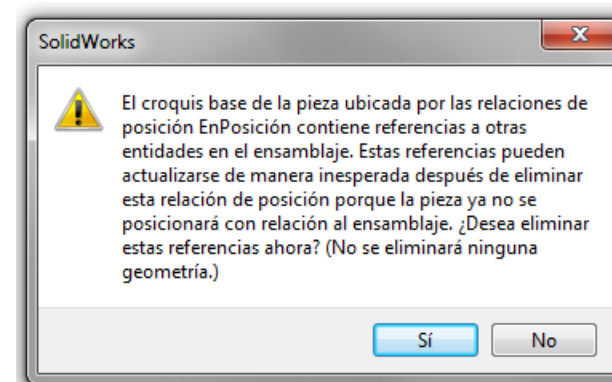 SolidWorks
El croquis base de la pieza ubicada por las relaciones de
posición EnPosición contiene referencias a otras
entidades en el ensamblaje. Estas referencias pueden
actualizarse de manera inesperada después de eliminar
esta relación de posición porque la pieza ya no se
posicionará con relación al ensamblaje. ¿Desea eliminar
estas referencias ahora? (No se eliminará ninguna
geometría.)
Sí
No